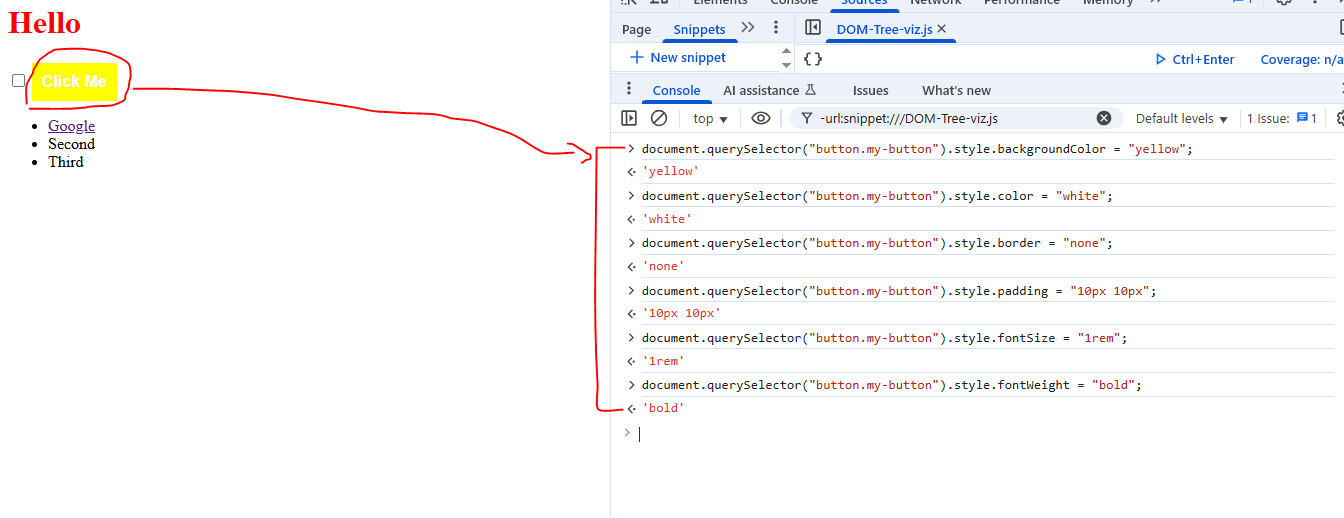 Hello
Click Me
Google
Second
Third
Elements Console Sources Network Performance Memory
Page Snippets DOM-Tree-viz.js
New snippet
{} Ctrl+Enter Coverage: n/a
Console AI assistance Issues What's new
top -url:snippet:///DOM-Tree-viz.js Default levels 1 Issue: 1
> document.querySelector("button.my-button").style.backgroundColor = "yellow";
'yellow'
> document.querySelector("button.my-button").style.color = "white";
'white'
> document.querySelector("button.my-button").style.border = "none";
'none'
> document.querySelector("button.my-button").style.padding = "10px 10px";
'10px 10px'
> document.querySelector("button.my-button").style.fontSize = "1rem";
'1rem'
> document.querySelector("button.my-button").style.fontWeight = "bold";
'bold'
>